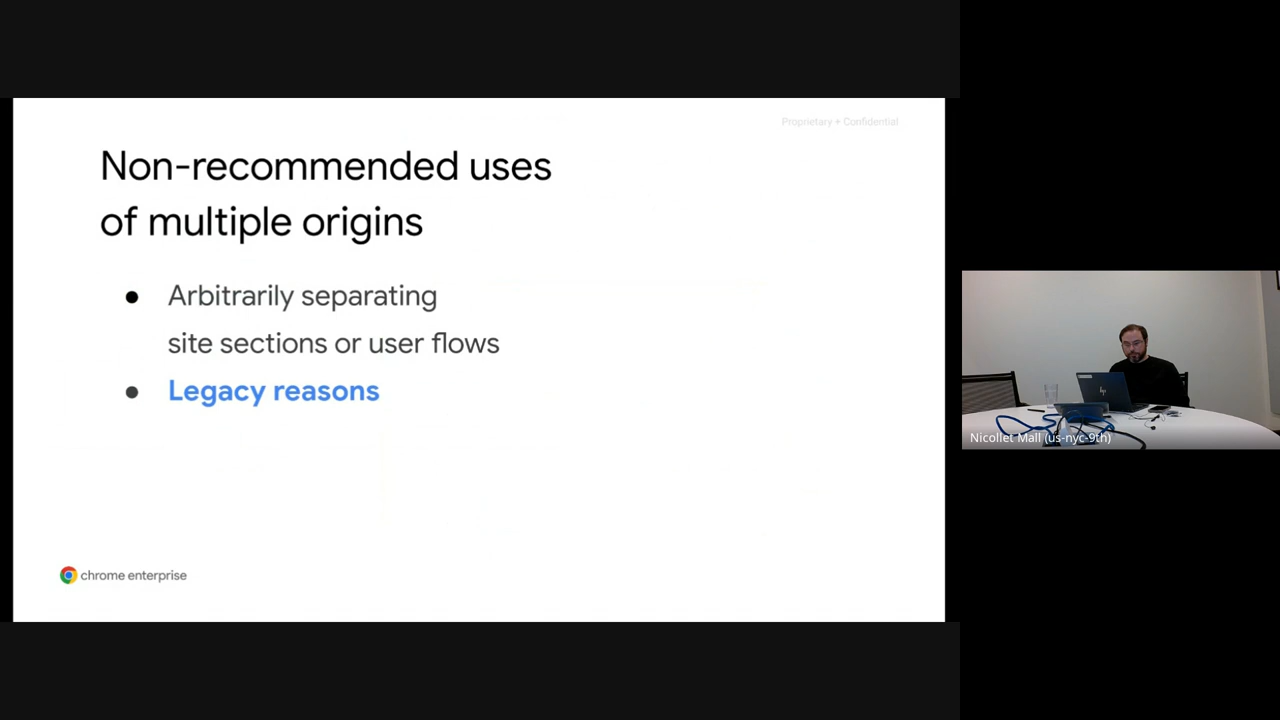 Proprietary + Confidential
Non-recommended uses
of multiple origins
● Arbitrarily separating
site sections or user flows
● Legacy reasons
chrome enterprise
Nicollet Mall (us-nyc-9th)
hp